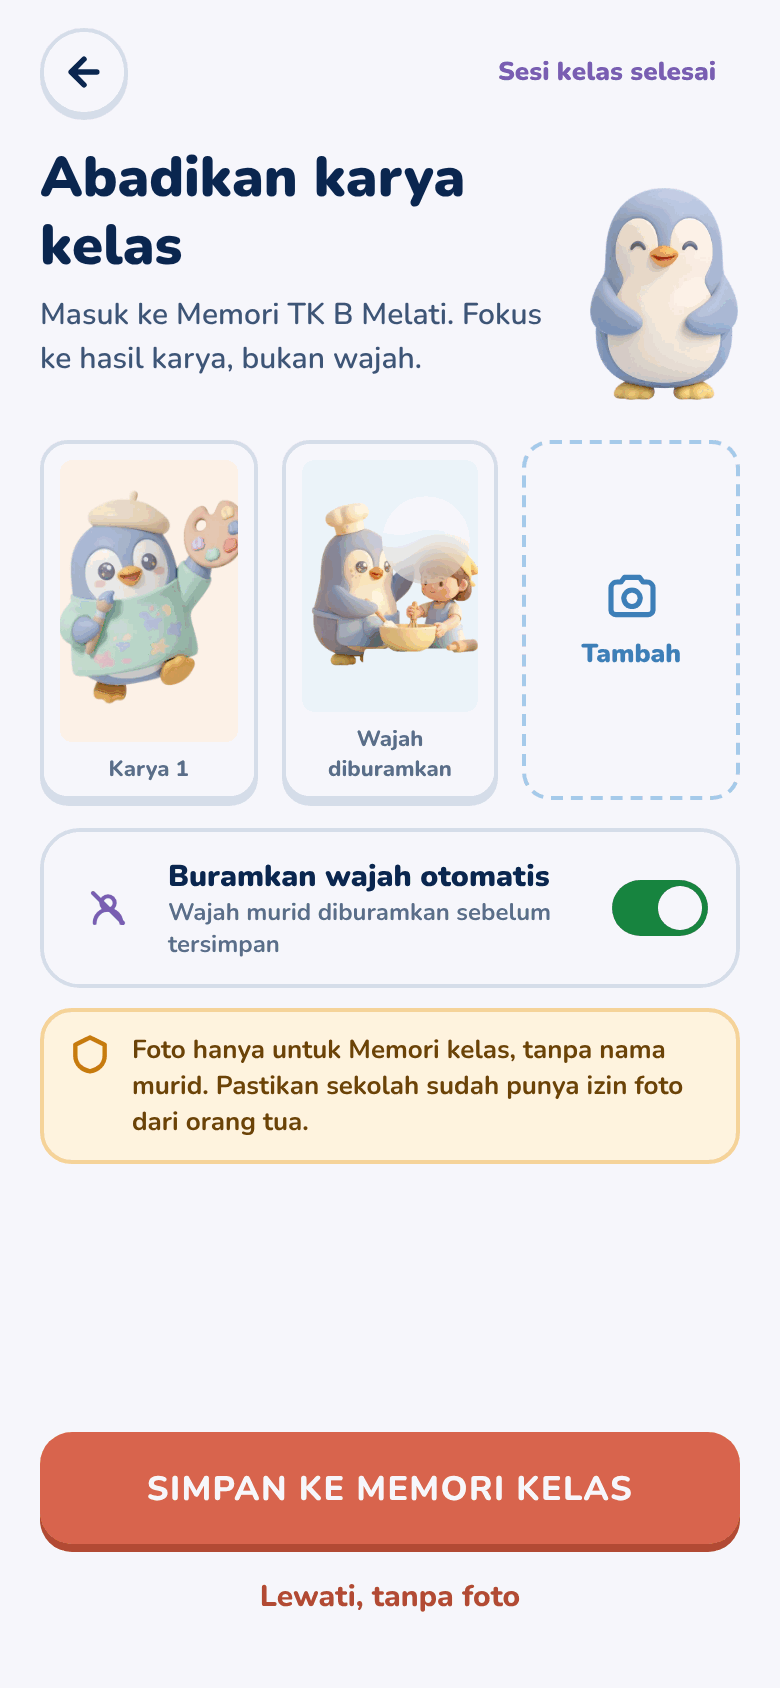 Sesi kelas selesai
Abadikan karya
kelas
Masuk ke Memori TK B Melati. Fokus
ke hasil karya, bukan wajah.
Karya 1
Wajah
diburamkan
Tambah
Buramkan wajah otomatis
Wajah murid diburamkan sebelum
tersimpan
Foto hanya untuk Memori kelas, tanpa nama
murid. Pastikan sekolah sudah punya izin foto
dari orang tua.
SIMPAN KE MEMORI KELAS
Lewati, tanpa foto